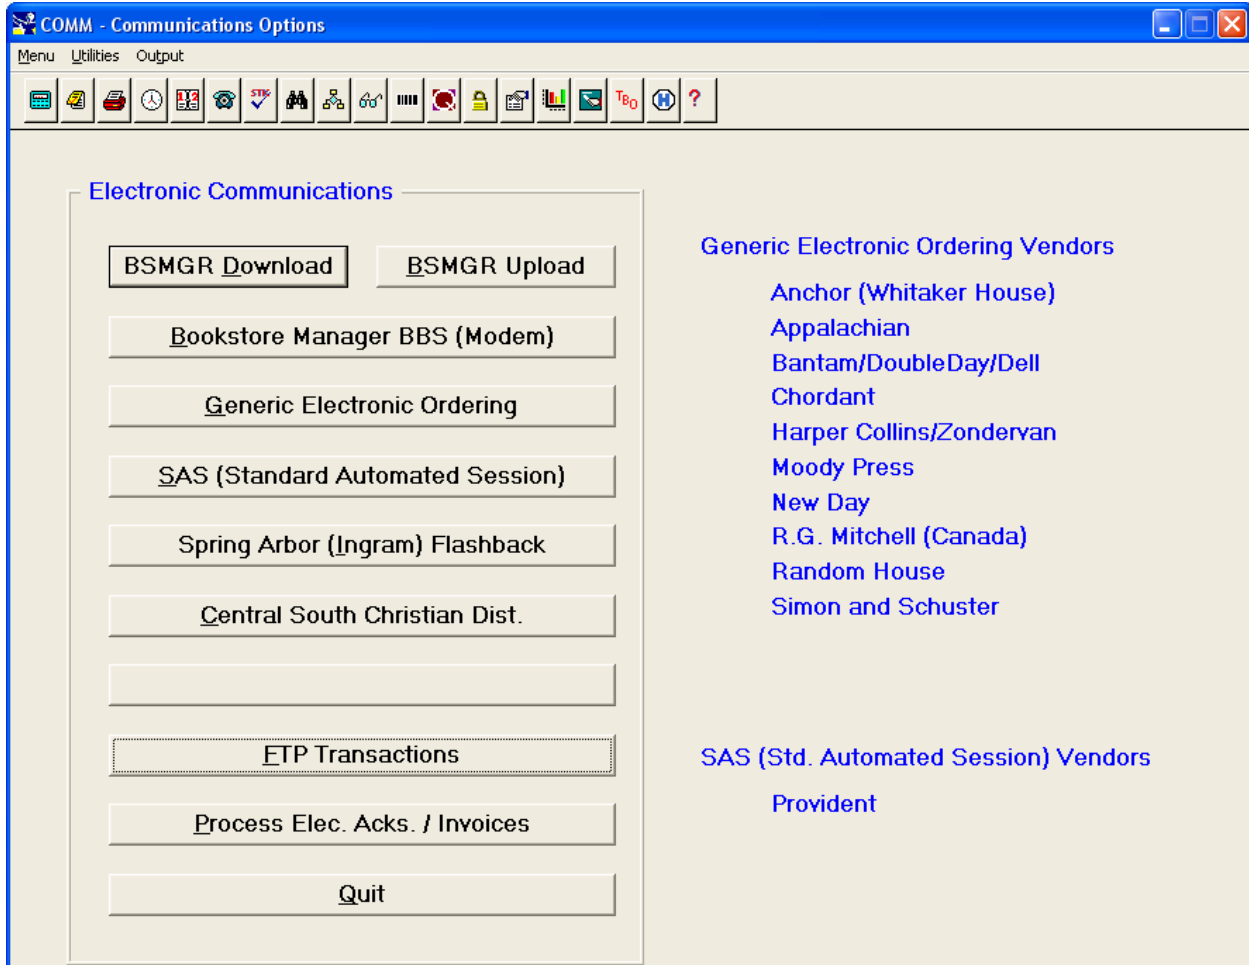 COMM - Communications Options
Menu Utilities Output
STK
TBO
H
?
Electronic Communications
BSMGR Download
BSMGR Upload
Bookstore Manager BBS (Modem)
Generic Electronic Ordering
SAS (Standard Automated Session)
Spring Arbor (Ingram) Flashback
Central South Christian Dist.
FTP Transactions
Process Elec. Acks. / Invoices
Quit
Generic Electronic Ordering Vendors
Anchor (Whitaker House)
Appalachian
Bantam/DoubleDay/Dell
Chordant
Harper Collins/Zondervan
Moody Press
New Day
R.G. Mitchell (Canada)
Random House
Simon and Schuster
SAS (Std. Automated Session) Vendors
Provident